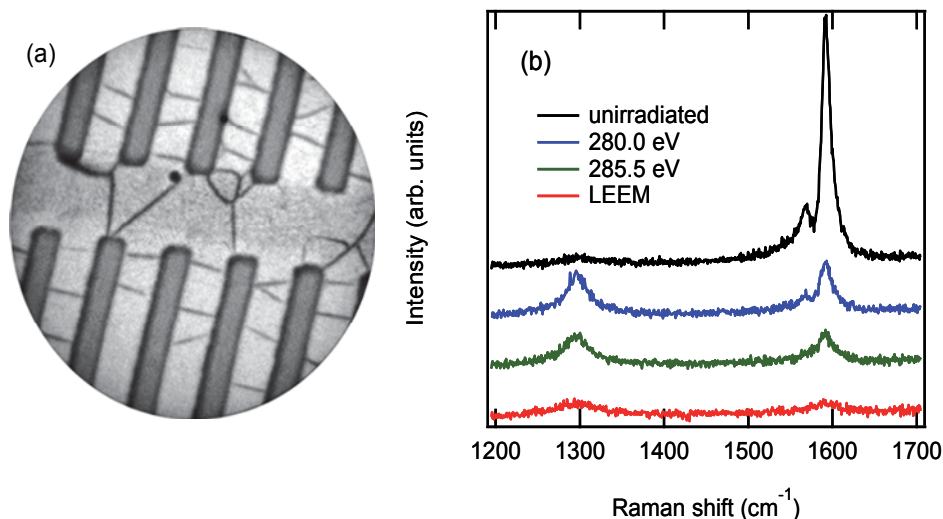 (a)
(b)
unirradiated
280.0 eV
285.5 eV
LEEM
Intensity (arb. units)
1200 1300 1400 1500 1600 1700
Raman shift (cm⁻¹)